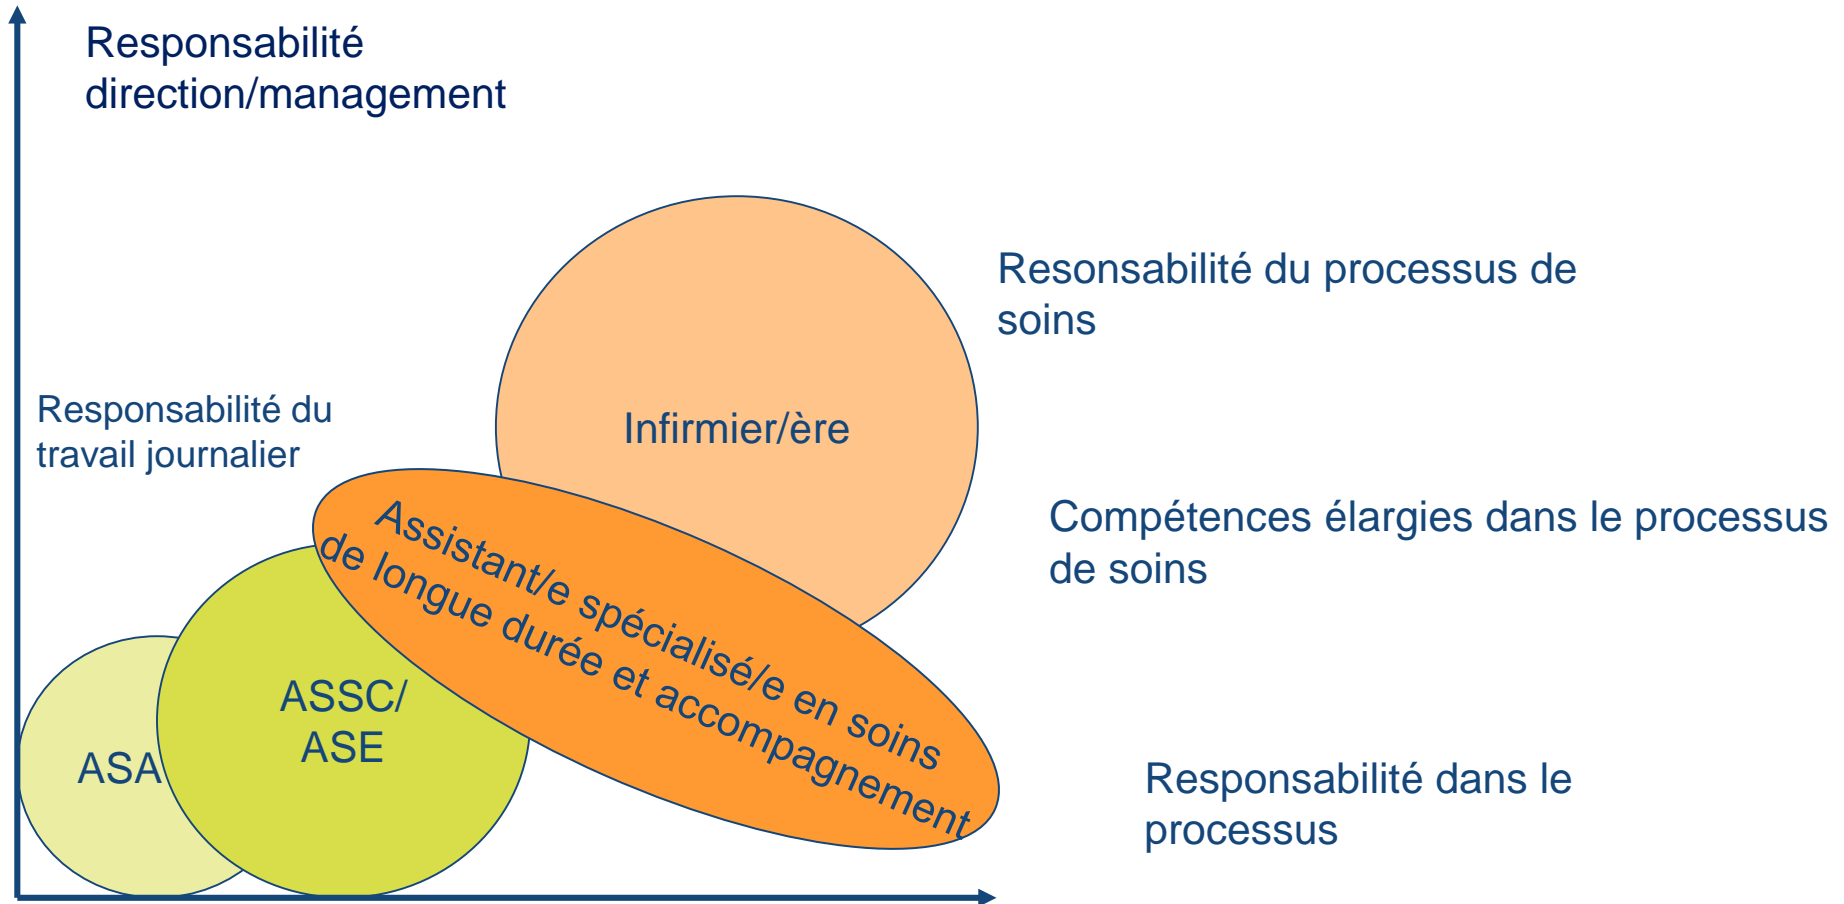 Responsabilité
direction/management
Resonsabilité du processus de
soins
Responsabilité du
travail journalier
Infirmier/ère
Assistant/e spécialisé/e en soins
de longue durée et accompagnement
Compétences élargies dans le processus
de soins
ASSC/
ASE
ASA
Responsabilité dans le
processus